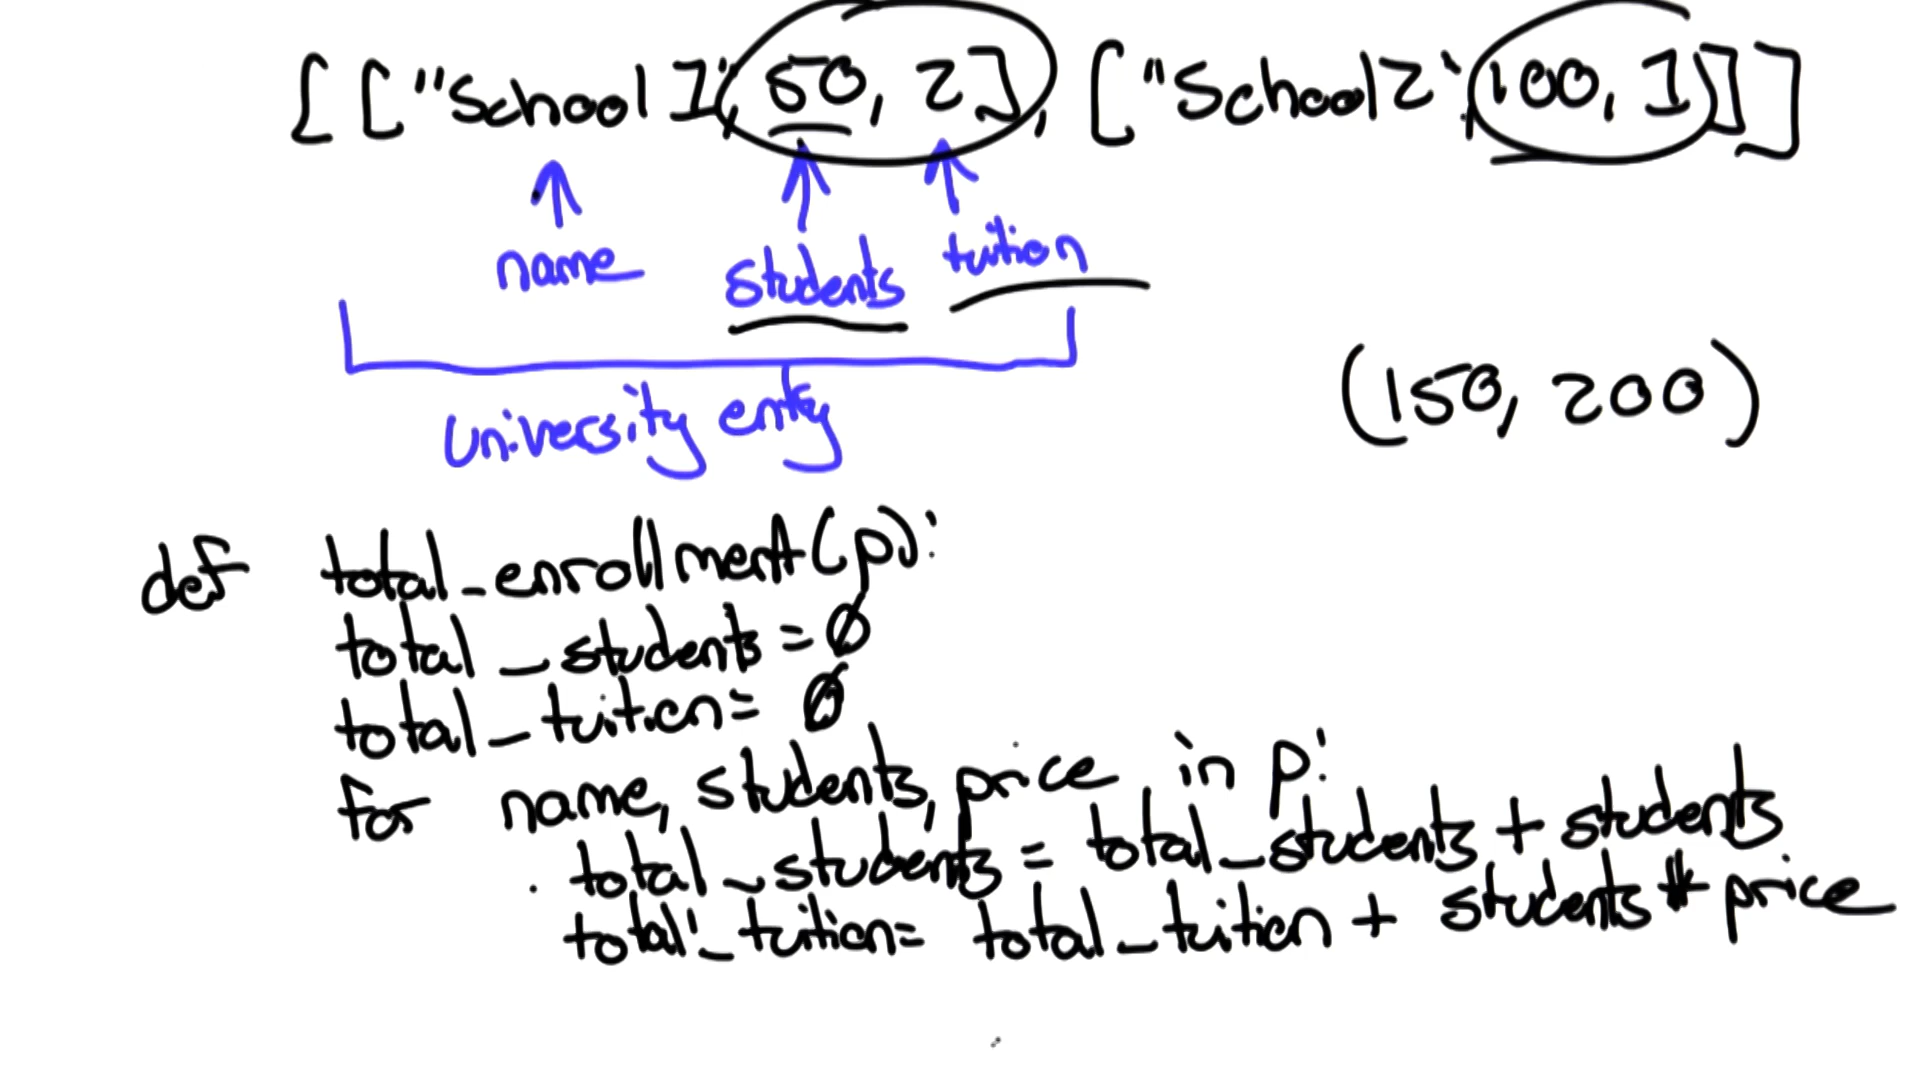 [["School 1", 50, 2], ["School 2", 100, 1]]
name students tuition
university entry
(150, 200)
def total_enrollment(p):
total_students = 0
total_tuition = 0
for name, students, price in p:
total_students = total_students + students
total_tuition = total_tuition + students * price